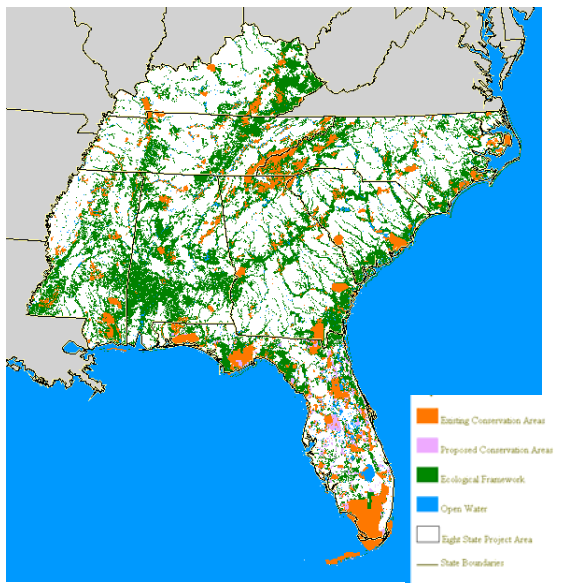 Existing Conservation Areas
Proposed Conservation Areas
Ecological Framework
Open Water
Eight State Project Area
State Boundaries